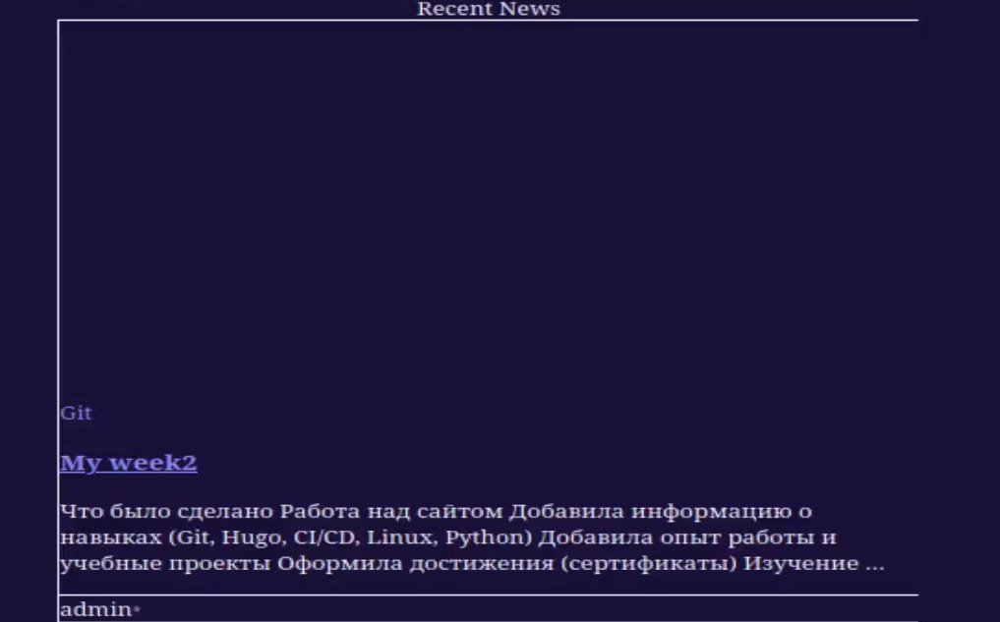 Recent News
Git
My week2
Что было сделано Работа над сайтом Добавила информацию о
навыках (Git, Hugo, CI/CD, Linux, Python) Добавила опыт работы и
учебные проекты Оформила достижения (сертификаты) Изучение ...
admin•